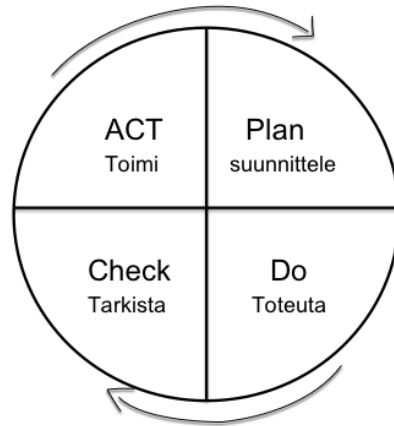 ACT
Toimi
Plan
suunnittele
Check
Tarkista
Do
Toteuta